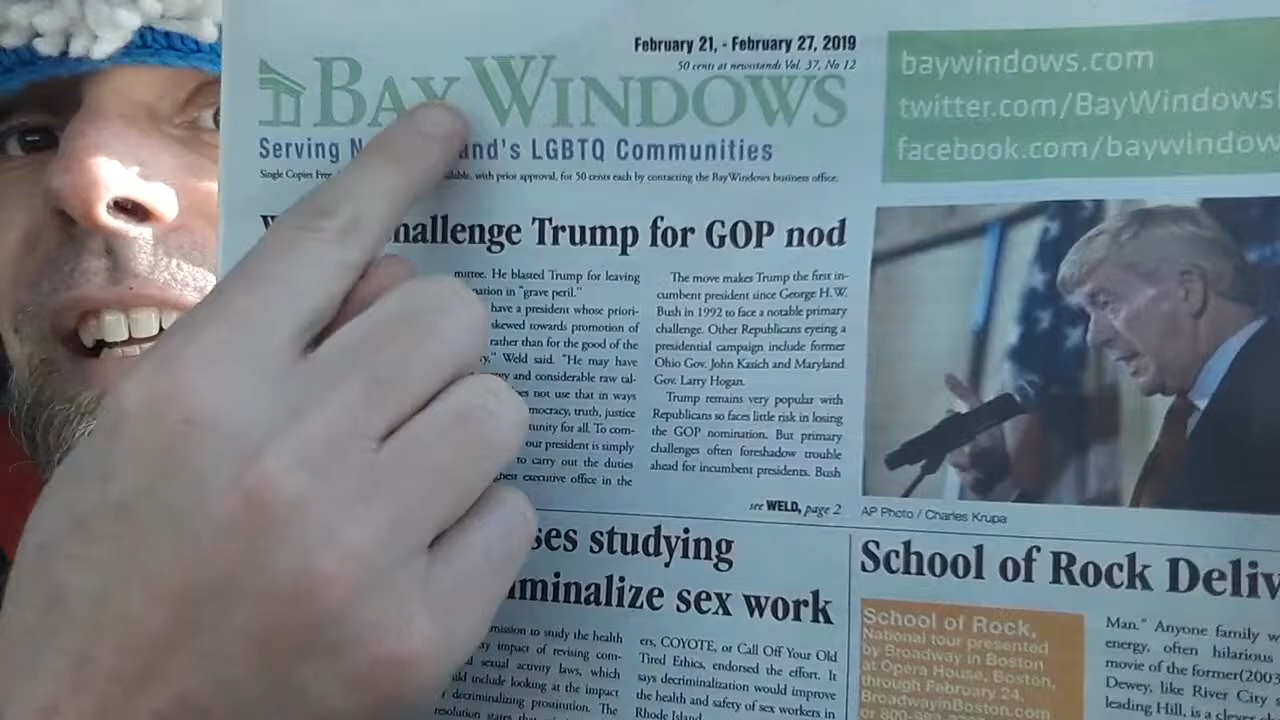 February 21, - February 27, 2019
50 cents at newsstands Vol. 37, No 12
BAY WINDOWS
Serving N and's LGBTQ Communities
Single Copies Free with prior approval, for 50 cents each by contacting the BayWindows business office.
baywindows.com
twitter.com/BayWindows
facebook.com/baywindow
hallenge Trump for GOP nod
He blasted Trump for leaving
nation in "grave peril."
have a president whose priori-
skewed towards promotion of
rather than for the good of the
Weld said. "He may have
and considerable raw tal-
not use that in ways
mocracy, truth, justice
unity for all. To com-
our president is simply
to carry out the duties
executive office in the
The move makes Trump the first in-
cumbent president since George H.W.
Bush in 1992 to face a notable primary
challenge. Other Republicans eyeing a
presidential campaign include former
Ohio Gov. John Kasich and Maryland
Gov. Larry Hogan.
Trump remains very popular with
Republicans so faces little risk in losing
the GOP nomination. But primary
challenges often foreshadow trouble
ahead for incumbent presidents. Bush
see WELD, page 2
AP Photo / Charles Krupa
ses studying
iminalize sex work
mission to study the health
impact of revising com-
sexual activity laws, which
include looking at the impact
decriminalizing prostitution. The
resolution states that
ers, COYOTE, or Call Off Your Old
Tired Ethics, endorsed the effort. It
says decriminalization would improve
the health and safety of sex workers in
Rhode Island.
School of Rock Deliv
School of Rock,
National tour presented
by Broadway in Boston
at Opera House, Boston,
through February 24.
BroadwayinBoston.com
or 800-982-
Man." Anyone family w
energy, often hilarious
movie of the former(2003
Dewey, like River City
leading Hill, is a clever